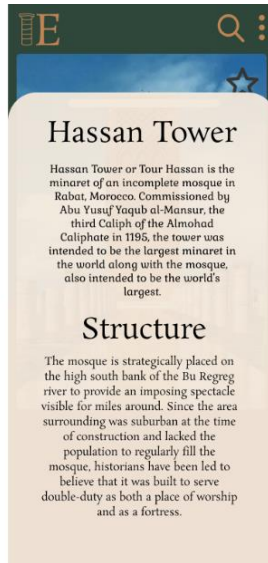 E
Hassan Tower
Hassan Tower or Tour Hassan is the
minaret of an incomplete mosque in
Rabat, Morocco. Commissioned by
Abu Yusuf Yaqub al-Mansur, the
third Caliph of the Almohad
Caliphate in 1195, the tower was
intended to be the largest minaret in
the world along with the mosque,
also intended to be the world's
largest.
Structure
The mosque is strategically placed on
the high south bank of the Bu Regreg
river to provide an imposing spectacle
visible for miles around. Since the area
surrounding was suburban at the time
of construction and lacked the
population to regularly fill the
mosque, historians have been led to
believe that it was built to serve
double-duty as both a place of worship
and as a fortress.